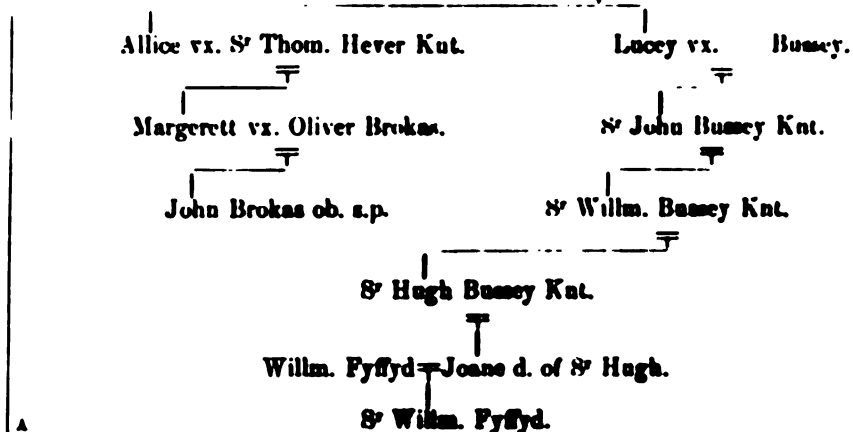 Allice vx. Sr Thom. Hever Knt. Lucey vx. Bussey.
Margerett vx. Oliver Brokas. Sr John Bussey Knt.
John Brokas ob. s.p. Sr Willm. Bussey Knt.
Sr Hugh Bussey Knt.
Willm. Fyffyd=Joane d. of Sr Hugh.
A Sr Willm. Fyffyd.